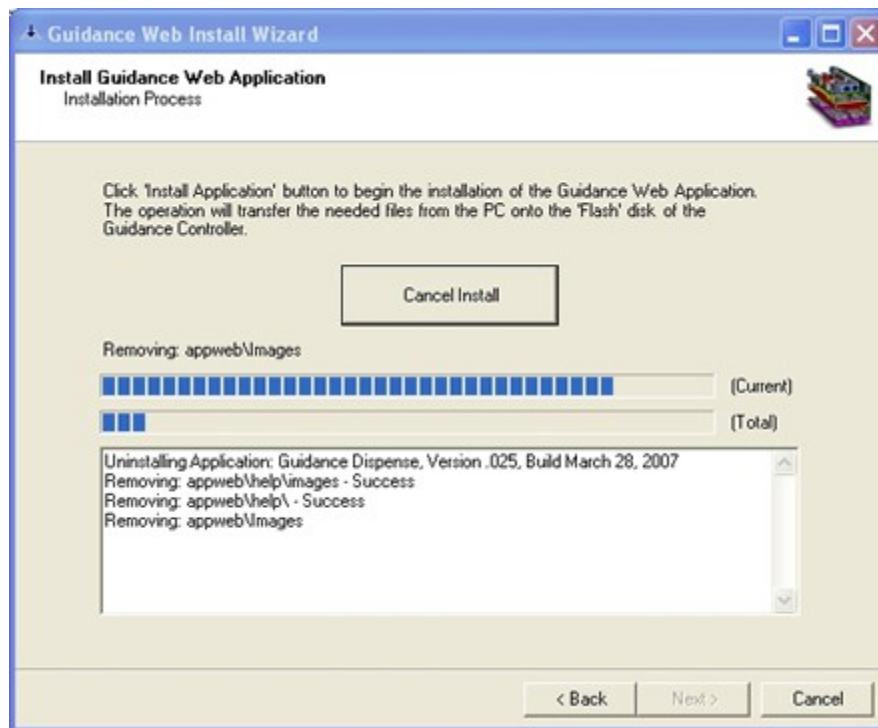 Guidance Web Install Wizard
Install Guidance Web Application
Installation Process
Click 'Install Application' button to begin the installation of the Guidance Web Application.
The operation will transfer the needed files from the PC onto the 'Flash' disk of the
Guidance Controller.
Cancel Install
Removing: appweb\Images
(Current)
(Total)
Uninstalling Application: Guidance Dispense, Version .025, Build March 28, 2007
Removing: appweb\help\images - Success
Removing: appweb\help\ - Success
Removing: appweb\Images
< Back Next > Cancel